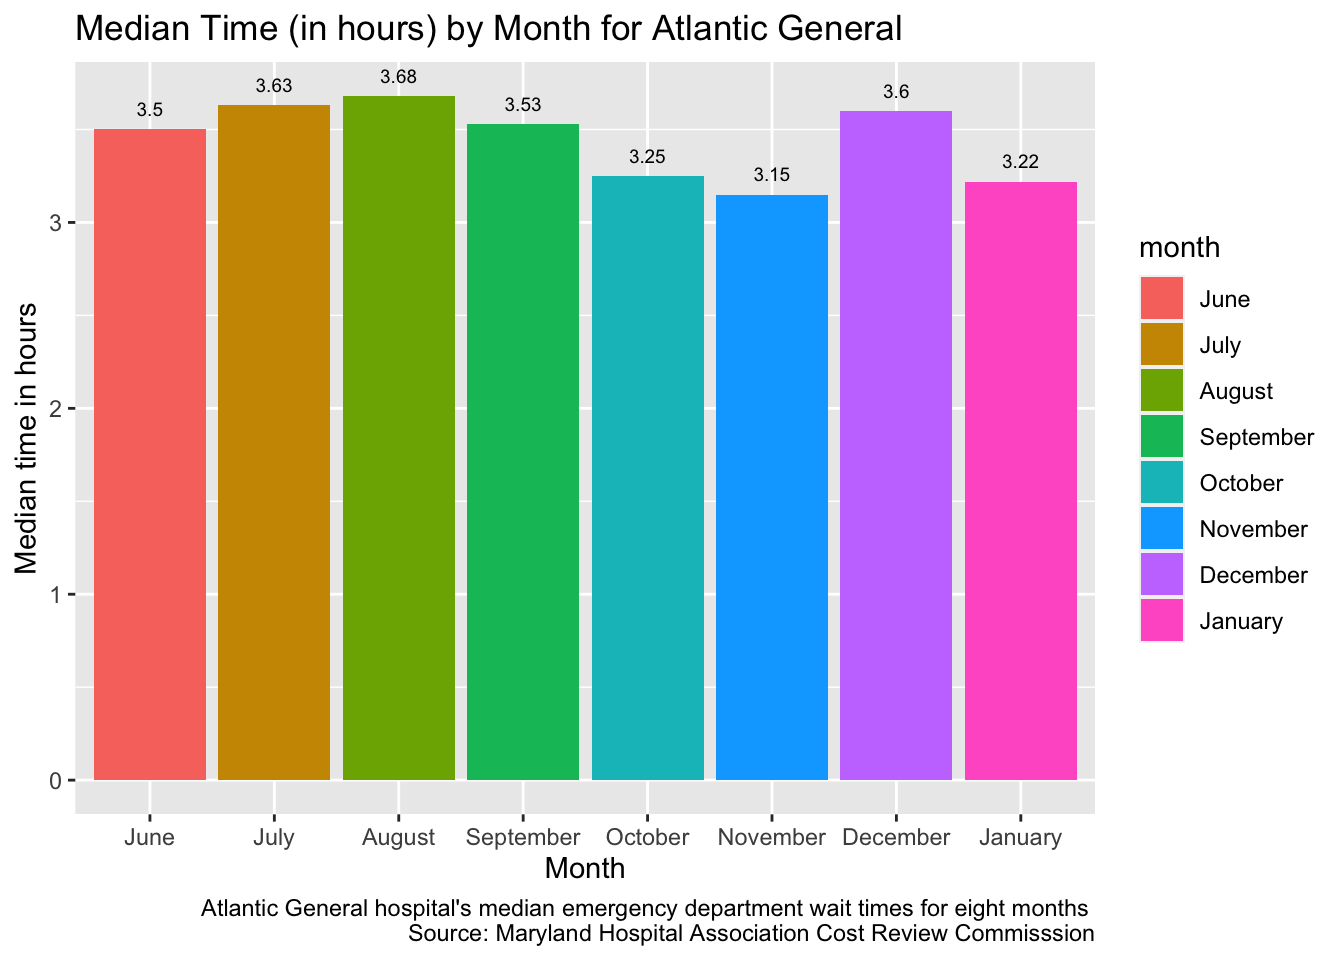 Median Time (in hours) by Month for Atlantic General
3.5
3.63
3.68
3.53
3.25
3.15
3.6
3.22
Median time in hours
3
2
1
0
June
July
August
September
October
November
December
January
Month
month
June
July
August
September
October
November
December
January
Atlantic General hospital's median emergency department wait times for eight months
Source: Maryland Hospital Association Cost Review Commisssion